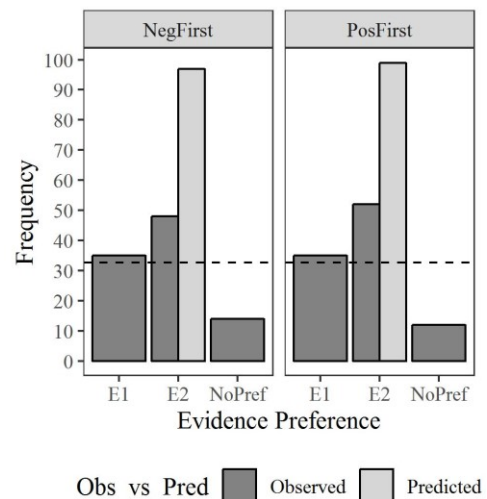 NegFirst PosFirst
100
90
80
70
60
50
40
30
20
10
0
Frequency
E1 E2 NoPref E1 E2 NoPref
Evidence Preference
Obs vs Pred Observed Predicted